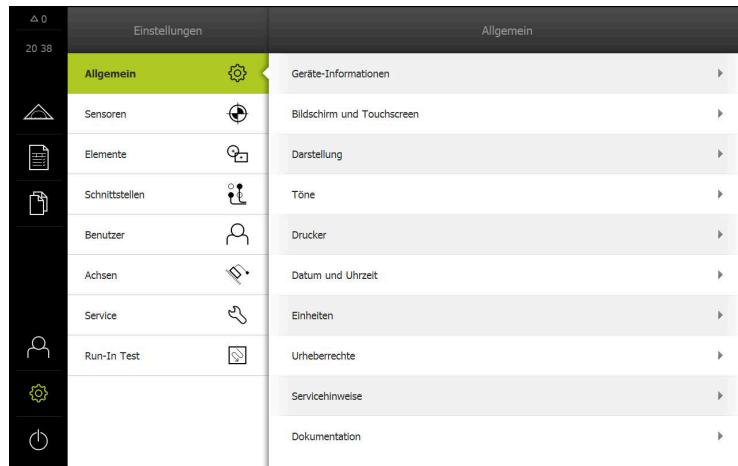 △ 0
20 38
Einstellungen
Allgemein
Allgemein
Sensoren
Elemente
Schnittstellen
Benutzer
Achsen
Service
Run-In Test
Geräte-Informationen
Bildschirm und Touchscreen
Darstellung
Töne
Drucker
Datum und Uhrzeit
Einheiten
Urheberrechte
Servicehinweise
Dokumentation